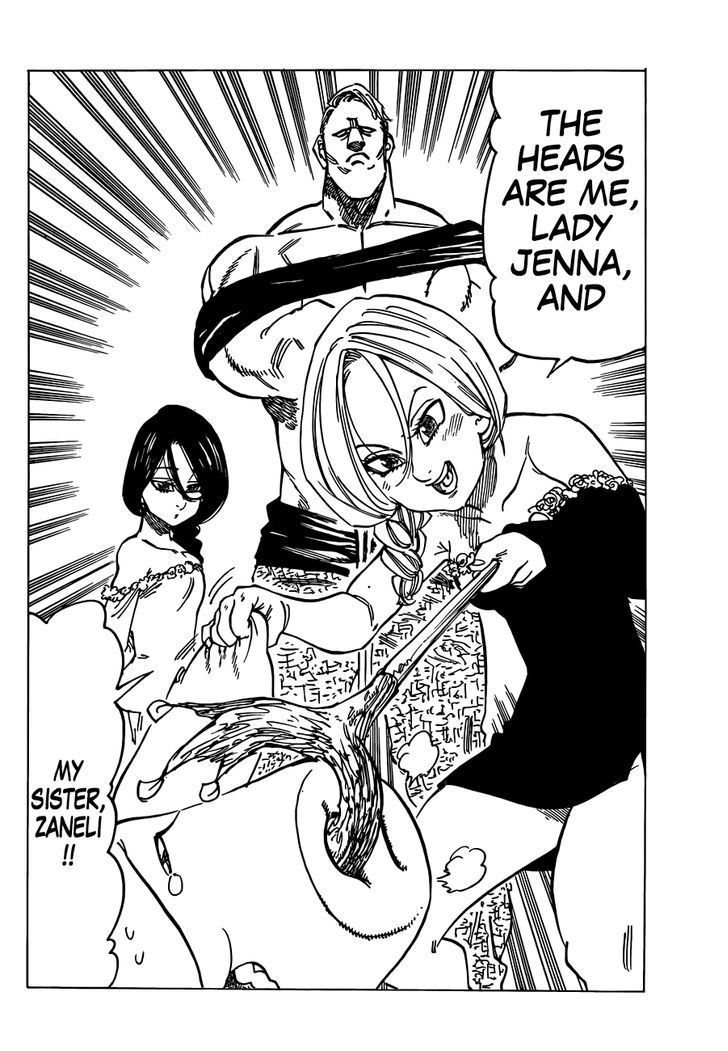 THE
HEADS
ARE ME,
LADY
JENNA,
AND
MY
SISTER,
ZANELI
!!